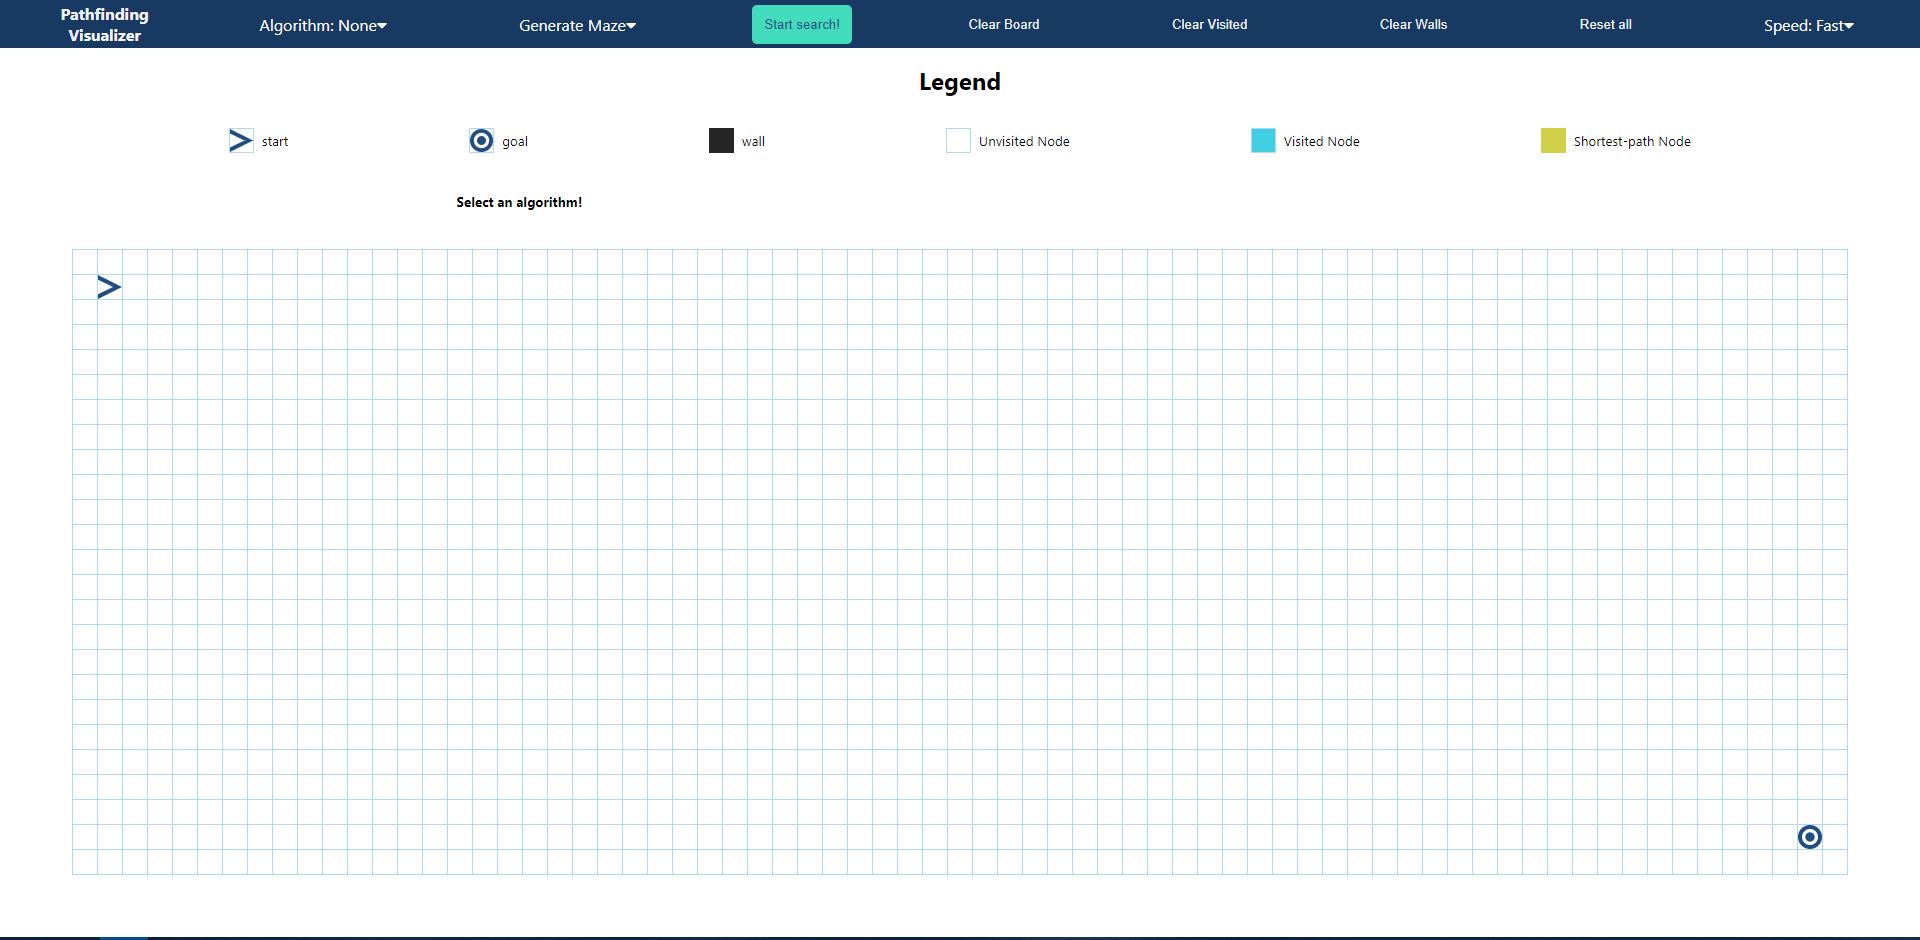 Pathfinding
Visualizer
Algorithm: None
Generate Maze
Start search!
Clear Board
Clear Visited
Clear Walls
Reset all
Speed: Fast
Legend
start
goal
wall
Unvisited Node
Visited Node
Shortest-path Node
Select an algorithm!